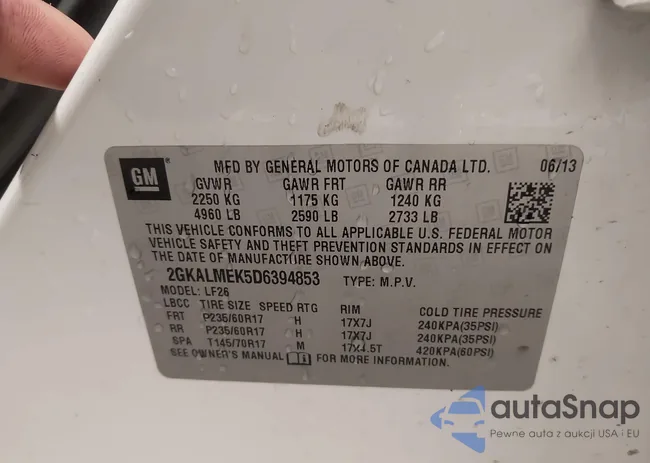 GM
MFD BY GENERAL MOTORS OF CANADA LTD. 06/13
GVWR GAWR FRT GAWR RR
2250 KG 1175 KG 1240 KG
4960 LB 2590 LB 2733 LB
THIS VEHICLE CONFORMS TO ALL APPLICABLE U.S. FEDERAL MOTOR
VEHICLE SAFETY AND THEFT PREVENTION STANDARDS IN EFFECT ON
THE DATE OF MANUFACTURE SHOWN ABOVE.
2GKALMEK5D6394853 TYPE: M.P.V.
MODEL: LF26
LBCC TIRE SIZE SPEED RTG RIM COLD TIRE PRESSURE
FRT P235/60R17 H 17X7J 240KPA(35PSI)
RR P235/60R17 H 17X7J 240KPA(35PSI)
SPA T145/70R17 M 17X4.5T 420KPA(60PSI)
SEE OWNER'S MANUAL FOR MORE INFORMATION.
autaSnap
Pewne auta z aukcji USA i EU